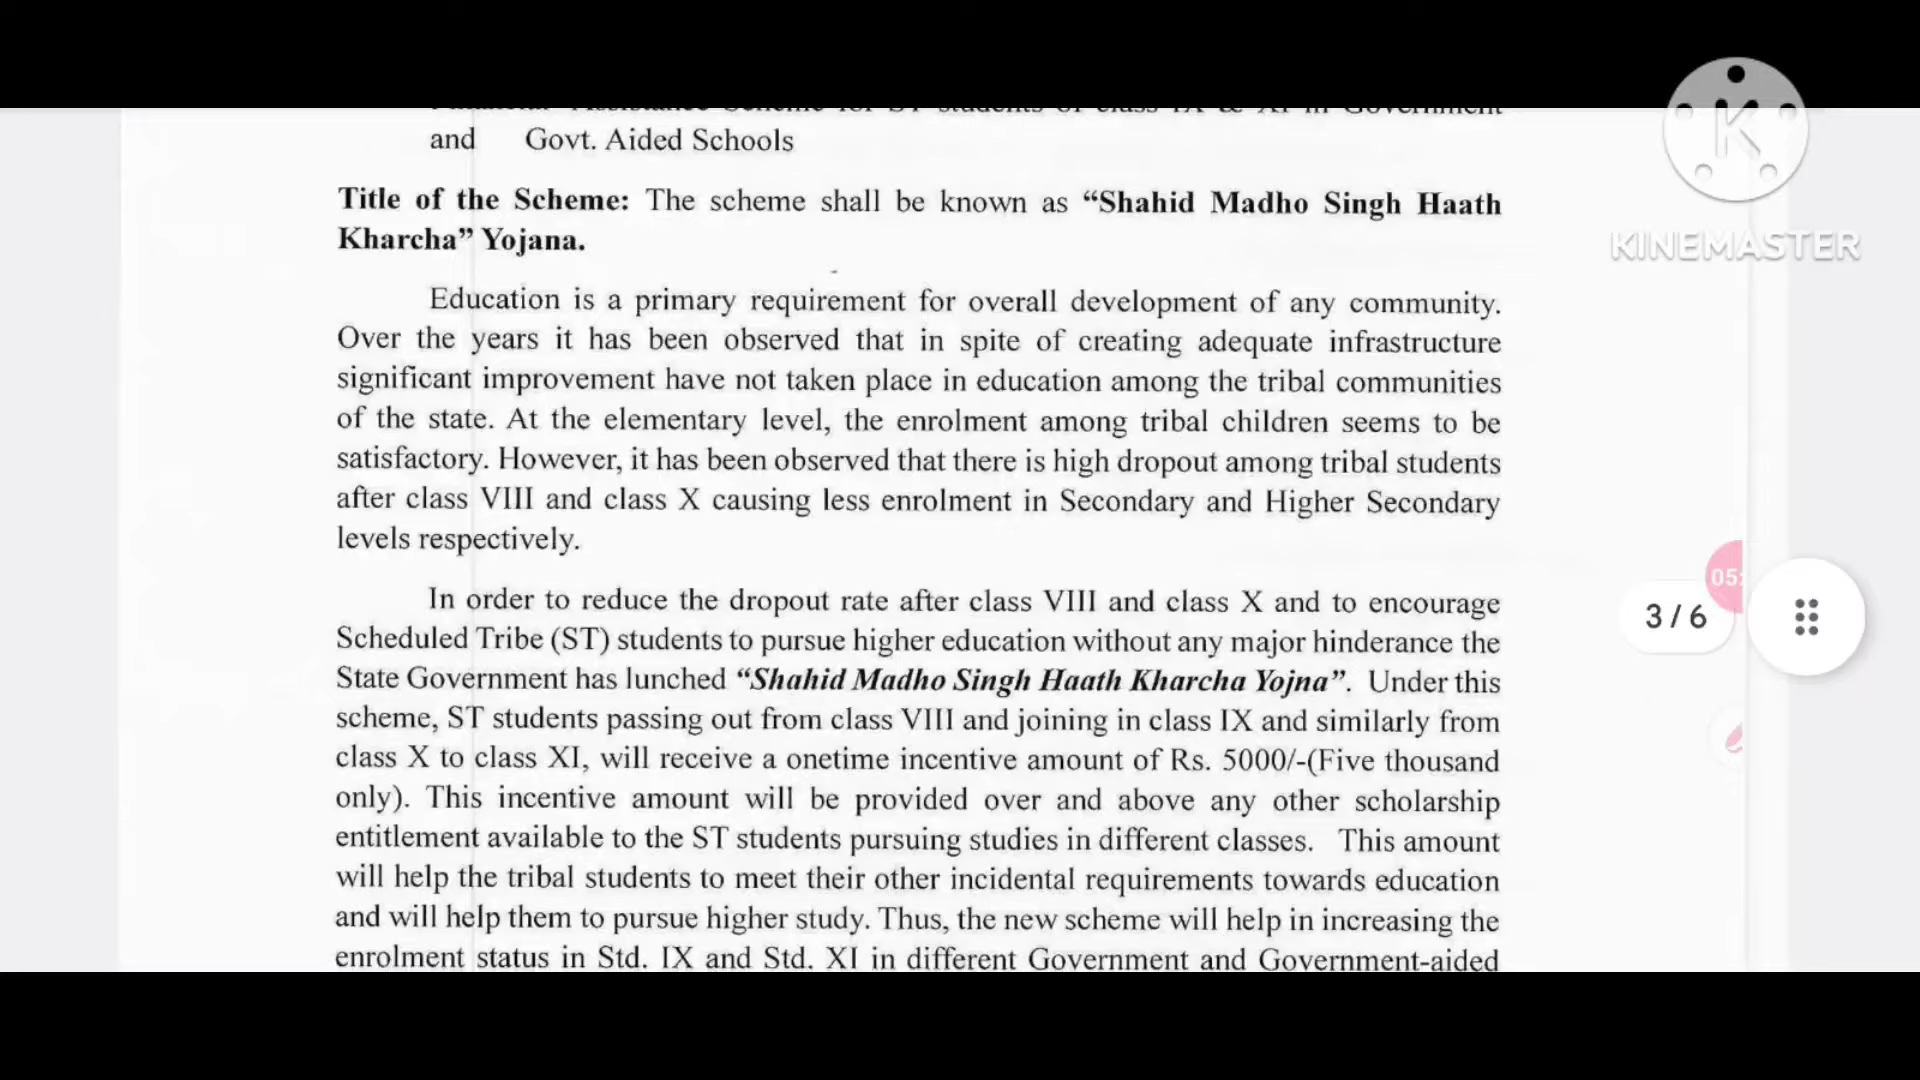 Assistance Scheme for ST students of class IX & XI in Government
and Govt. Aided Schools
Title of the Scheme: The scheme shall be known as “Shahid Madho Singh Haath
Kharcha” Yojana.
Education is a primary requirement for overall development of any community.
Over the years it has been observed that in spite of creating adequate infrastructure
significant improvement have not taken place in education among the tribal communities
of the state. At the elementary level, the enrolment among tribal children seems to be
satisfactory. However, it has been observed that there is high dropout among tribal students
after class VIII and class X causing less enrolment in Secondary and Higher Secondary
levels respectively.
In order to reduce the dropout rate after class VIII and class X and to encourage
Scheduled Tribe (ST) students to pursue higher education without any major hinderance the
State Government has lunched “Shahid Madho Singh Haath Kharcha Yojna”. Under this
scheme, ST students passing out from class VIII and joining in class IX and similarly from
class X to class XI, will receive a onetime incentive amount of Rs. 5000/-(Five thousand
only). This incentive amount will be provided over and above any other scholarship
entitlement available to the ST students pursuing studies in different classes. This amount
will help the tribal students to meet their other incidental requirements towards education
and will help them to pursue higher study. Thus, the new scheme will help in increasing the
enrolment status in Std. IX and Std. XI in different Government and Government-aided
K
KINEMASTER
05:
3 / 6